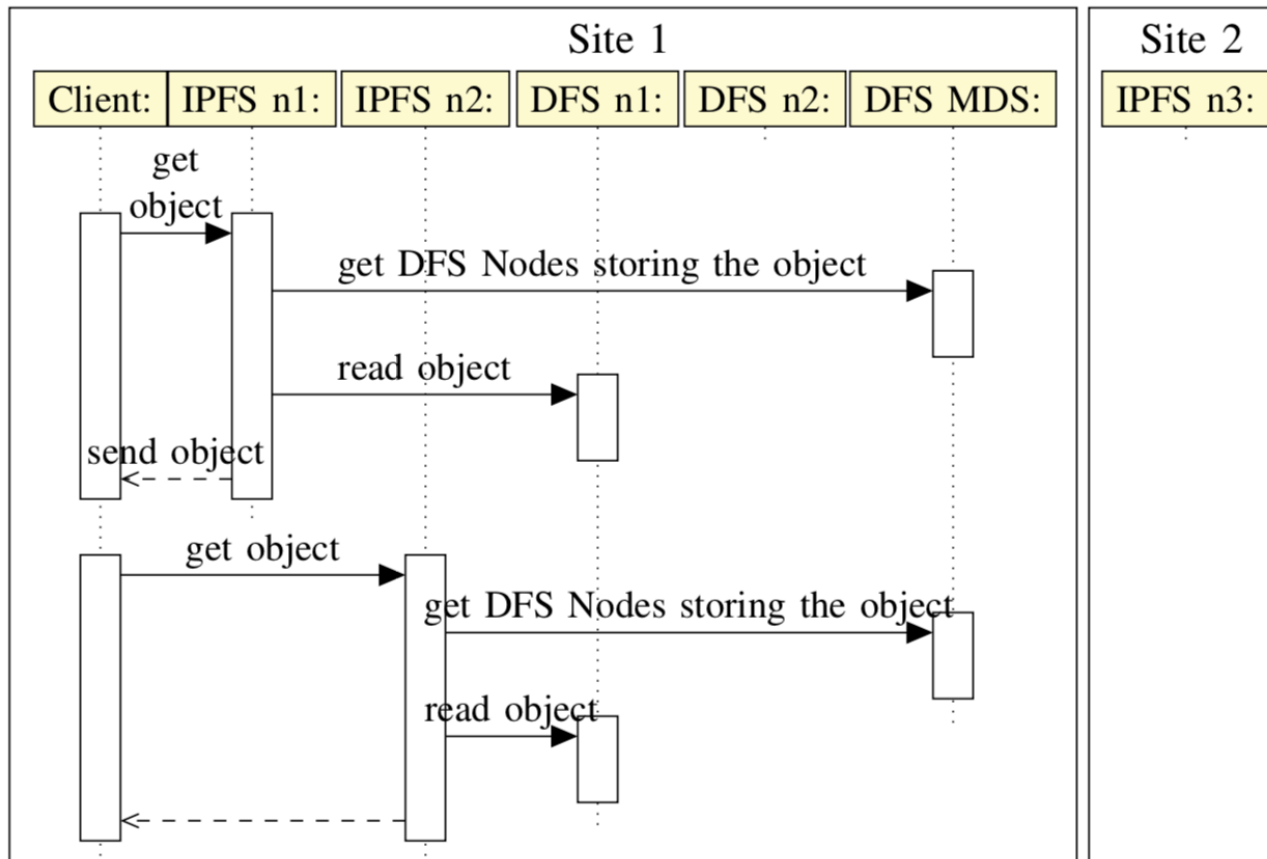 Site 1
Site 2
Client:
IPFS n1:
IPFS n2:
DFS n1:
DFS n2:
DFS MDS:
IPFS n3:
get
object
get DFS Nodes storing the object
read object
send object
get object
get DFS Nodes storing the object
read object